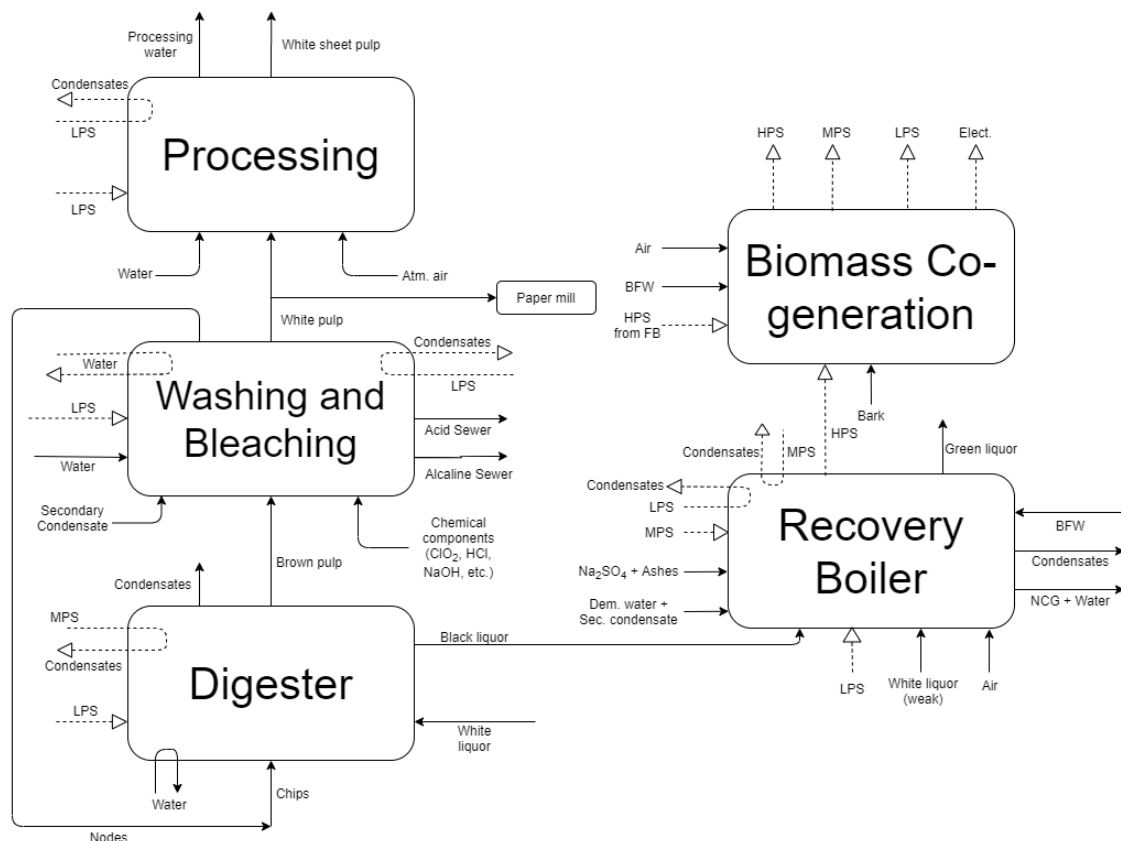 Processing
water
White sheet pulp
Condensates
LPS
Processing
LPS
Water
Atm. air
Paper mill
White pulp
Water
Condensates
LPS
LPS
Washing and
Bleaching
Acid Sewer
Water
Alcaline Sewer
Secondary
Condensate
Chemical
components
(ClO2, HCl,
NaOH, etc.)
Brown pulp
Condensates
MPS
Condensates
Black liquor
Digester
LPS
White
liquor
Water
Chips
Nodes
HPS
MPS
LPS
Elect.
Air
BFW
HPS
from FB
Biomass Co-
generation
Bark
HPS
Condensates
MPS
Green liquor
Condensates
LPS
MPS
Recovery
Boiler
BFW
Condensates
NCG + Water
Na2SO4 + Ashes
Dem. water +
Sec. condensate
LPS
White liquor
(weak)
Air